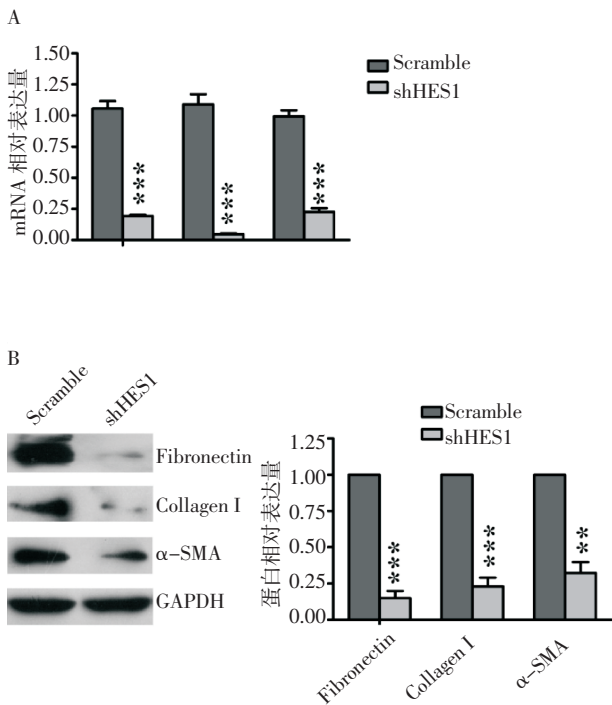 A
mRNA 相对表达量
1.50
1.25
1.00
0.75
0.50
0.25
0.00
***
***
***
Scramble
shHES1
B
Scramble
shHES1
Fibronectin
Collagen I
α-SMA
GAPDH
蛋白相对表达量
1.25
1.00
0.75
0.50
0.25
0.00
***
***
**
Scramble
shHES1
Fibronectin
Collagen I
α-SMA